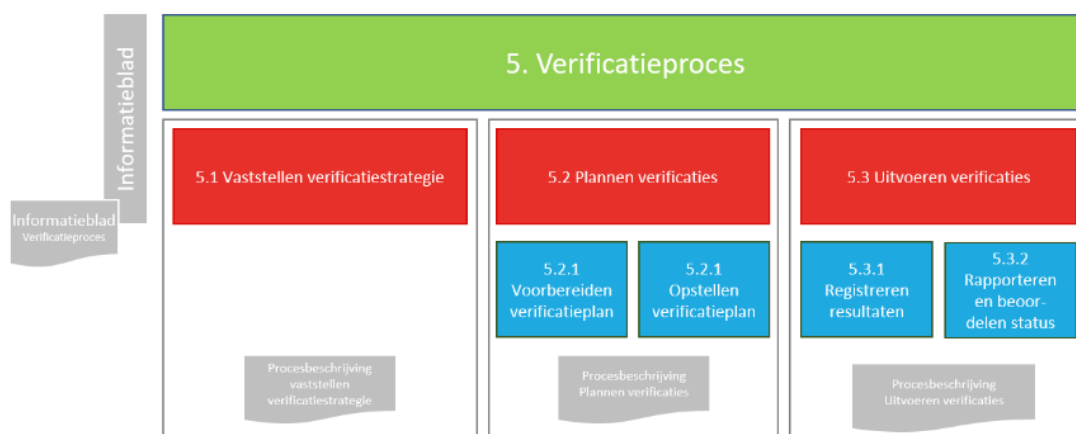 Informatieblad
Informatieblad
Verificatieproces
5. Verificatieproces
5.1 Vaststellen verificatiestrategie
Procesbeschrijving
vaststellen
verificatiestrategie
5.2 Plannen verificaties
5.2.1
Voorbereiden
verificatieplan
5.2.1
Opstellen
verificatieplan
Procesbeschrijving
Plannen verificaties
5.3 Uitvoeren verificaties
5.3.1
Registreren
resultaten
5.3.2
Rapporteren
en beoor-
delen status
Procesbeschrijving
Uitvoeren verificaties